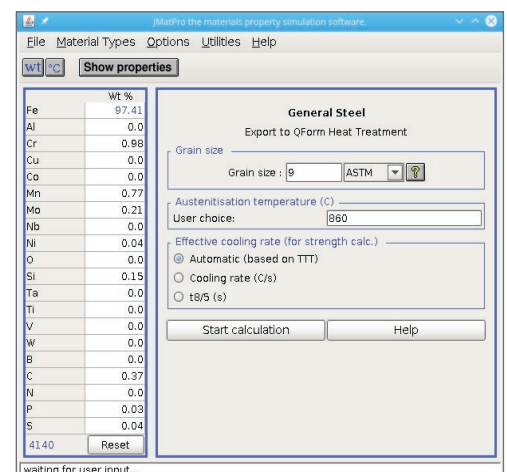 JMatPro the materials property simulation software.
File Material Types Options Utilities Help
wt °C Show properties
Wt %
Fe 97.41
Al 0.0
Cr 0.98
Cu 0.0
Co 0.0
Mn 0.77
Mo 0.21
Nb 0.0
Ni 0.04
O 0.0
Si 0.15
Ta 0.0
Ti 0.0
V 0.0
W 0.0
B 0.0
C 0.37
N 0.0
P 0.03
S 0.04
4140 Reset
General Steel
Export to QForm Heat Treatment
Grain size
Grain size : 9 ASTM ?
Austenitisation temperature (C)
User choice: 860
Effective cooling rate (for strength calc.)
Automatic (based on TTT)
Cooling rate (C/s)
t8/5 (s)
Start calculation Help
waiting for user input...